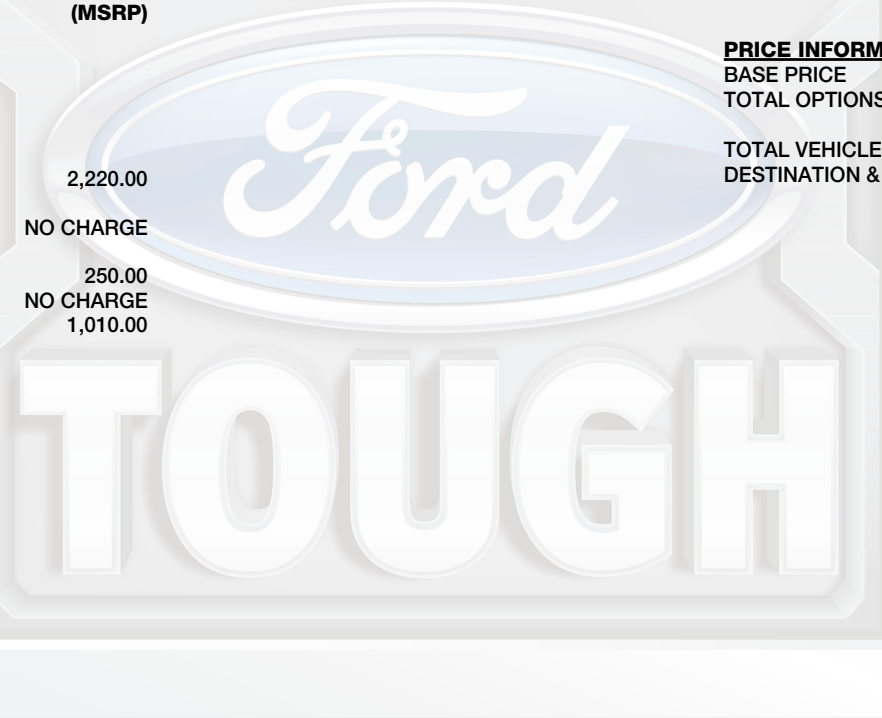 (MSRP)
2,220.00
NO CHARGE
250.00
NO CHARGE
1,010.00
PRICE INFORM
BASE PRICE
TOTAL OPTIONS
TOTAL VEHICLE
DESTINATION &
Ford
TOUGH